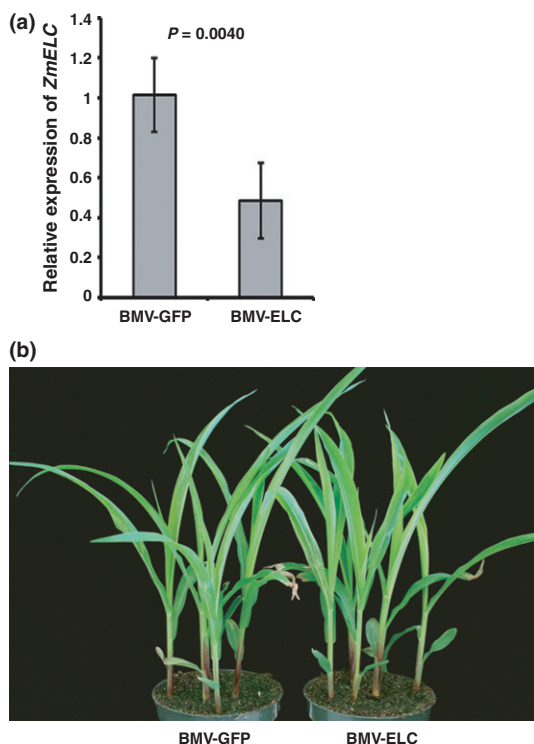 (a)
P = 0.0040
Relative expression of ZmELC
1.4
1.2
1
0.8
0.6
0.4
0.2
0
BMV-GFP BMV-ELC
(b)
BMV-GFP BMV-ELC